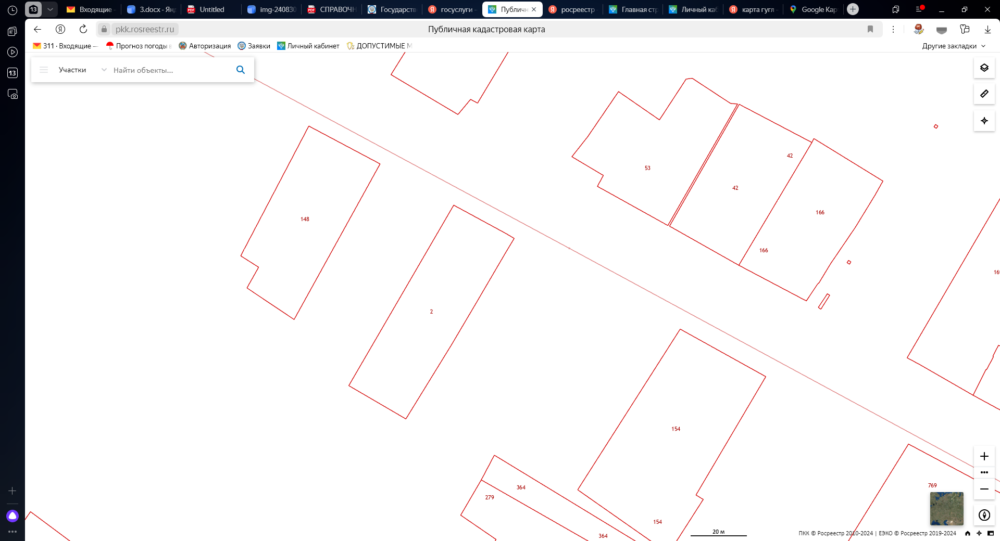 13
Входящие
3.docx - Ян
Untitled
img-240830
СПРАВОЧН
Государств
госуслуги -
Публичн
росреестр
Главная стр
Личный каб
карта гугл -
Google Кар
pkk.rosreestr.ru
Публичная кадастровая карта
311 · Входящие —
Прогноз погоды в
Авторизация
Заявки
Личный кабинет
ДОПУСТИМЫЕ М
Другие закладки
13
Участки
Найти объекты...
42
53
42
166
148
166
169
2
154
769
364
279
154
364
20 м
ПКК © Росреестр 2010-2024 | ЕЭКО © Росреестр 2019-2024